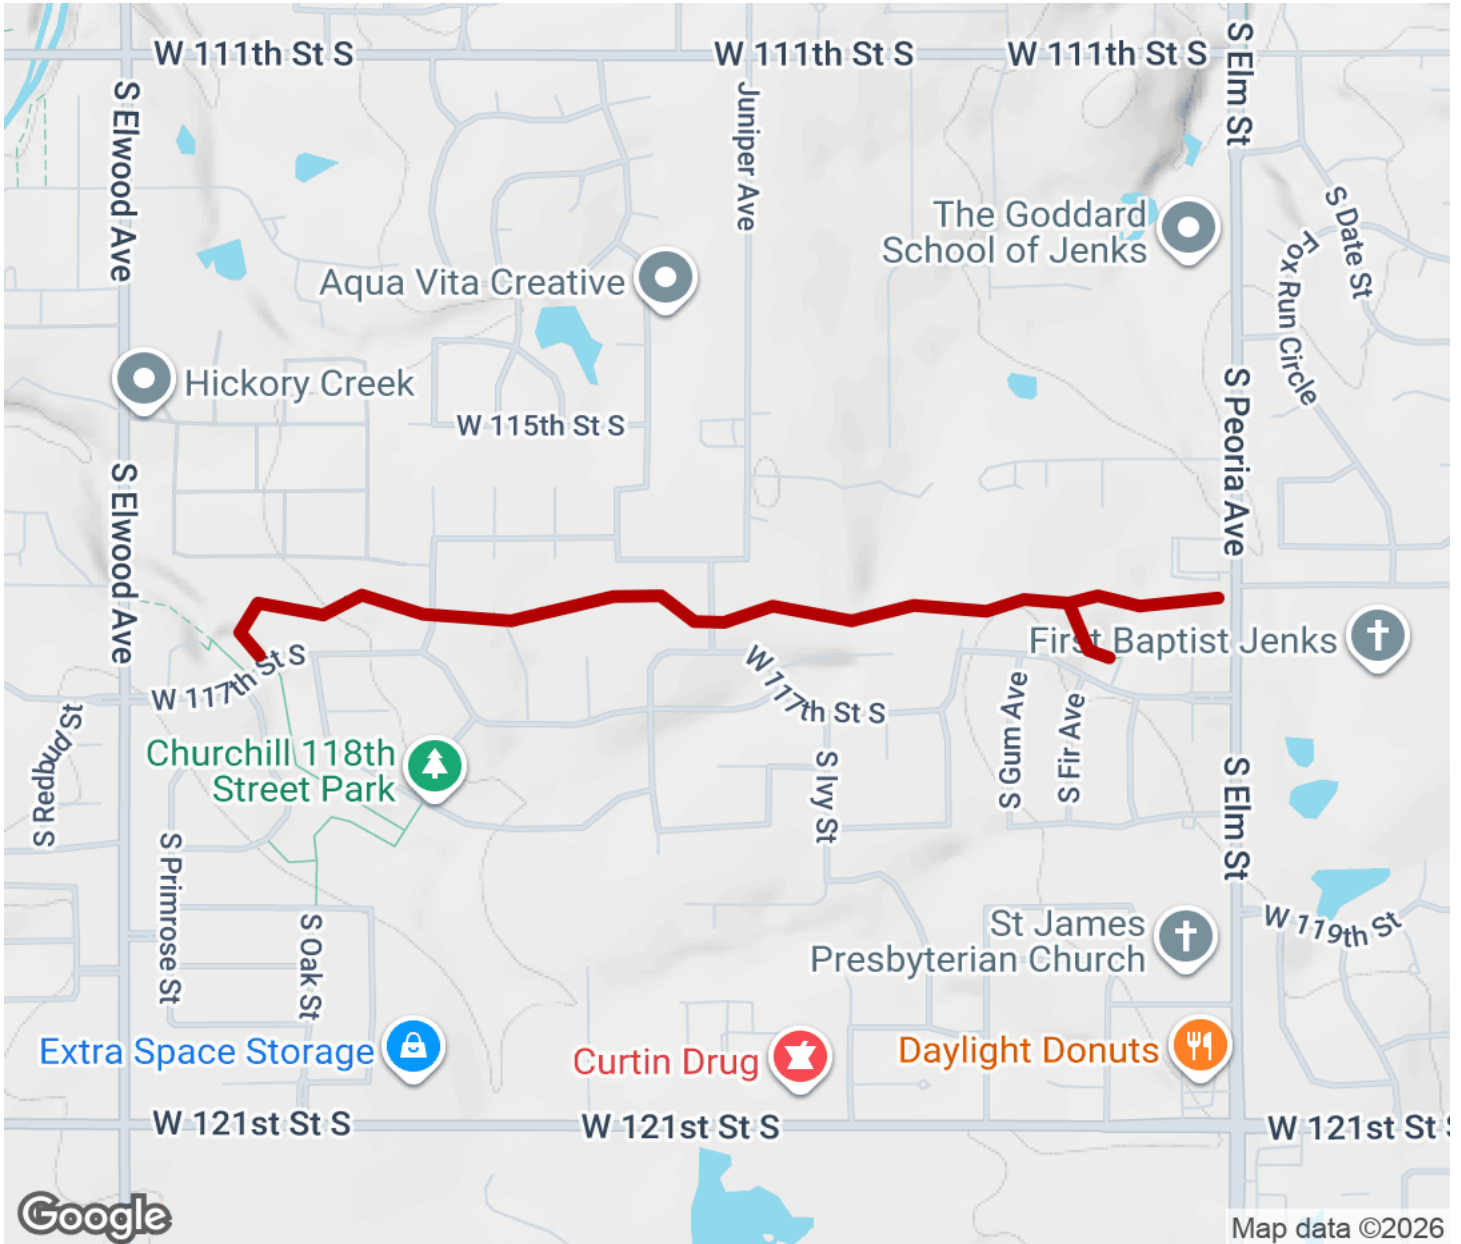 W 111th St S
W 111th St S
W 111th St S
S Elm St
S Elwood Ave
Juniper Ave
The Goddard
School of Jenks
S Date St
Fox Run Circle
Aqua Vita Creative
Hickory Creek
W 115th St S
S Peoria Ave
S Elwood Ave
First Baptist Jenks
W 117th St S
W 117th St S
S Redbud St
S Gum Ave
S Fir Ave
Churchill 118th
Street Park
S Ivy St
S Elm St
S Primrose St
S Oak St
St James
Presbyterian Church
W 119th St
Extra Space Storage
Curtin Drug
Daylight Donuts
W 121st St S
W 121st St S
W 121st St S
Google
Map data ©2026